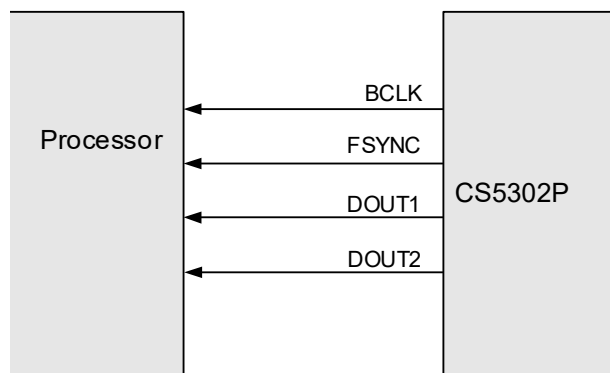 BCLK
Processor
FSYNC
CS5302P
DOUT1
DOUT2